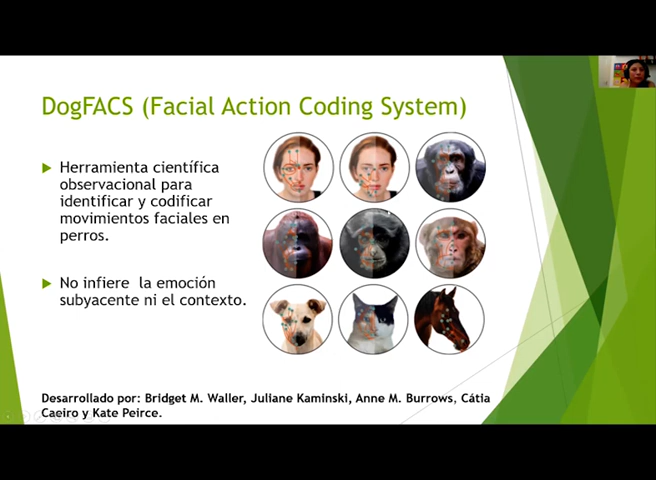 DogFACS (Facial Action Coding System)
Herramienta científica
observacional para
identificar y codificar
movimientos faciales en
perros.
No infiere la emoción
subyacente ni el contexto.
Desarrollado por: Bridget M. Waller, Juliane Kaminski, Anne M. Burrows, Cátia
Caeiro y Kate Peirce.